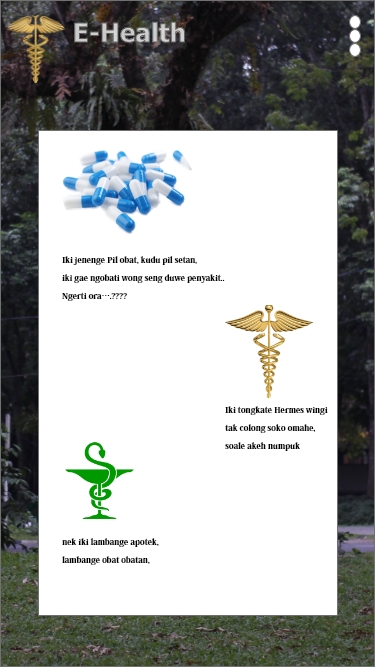 E-Health
Iki jenenge Pil obat, kudu pil setan,
iki gae ngobati wong seng duwe penyakit..
Ngerti ora….????
Iki tongkate Hermes wingi
tak colong soko omahe,
soale akeh numpuk
nek iki lambange apotek,
lambange obat obatan,